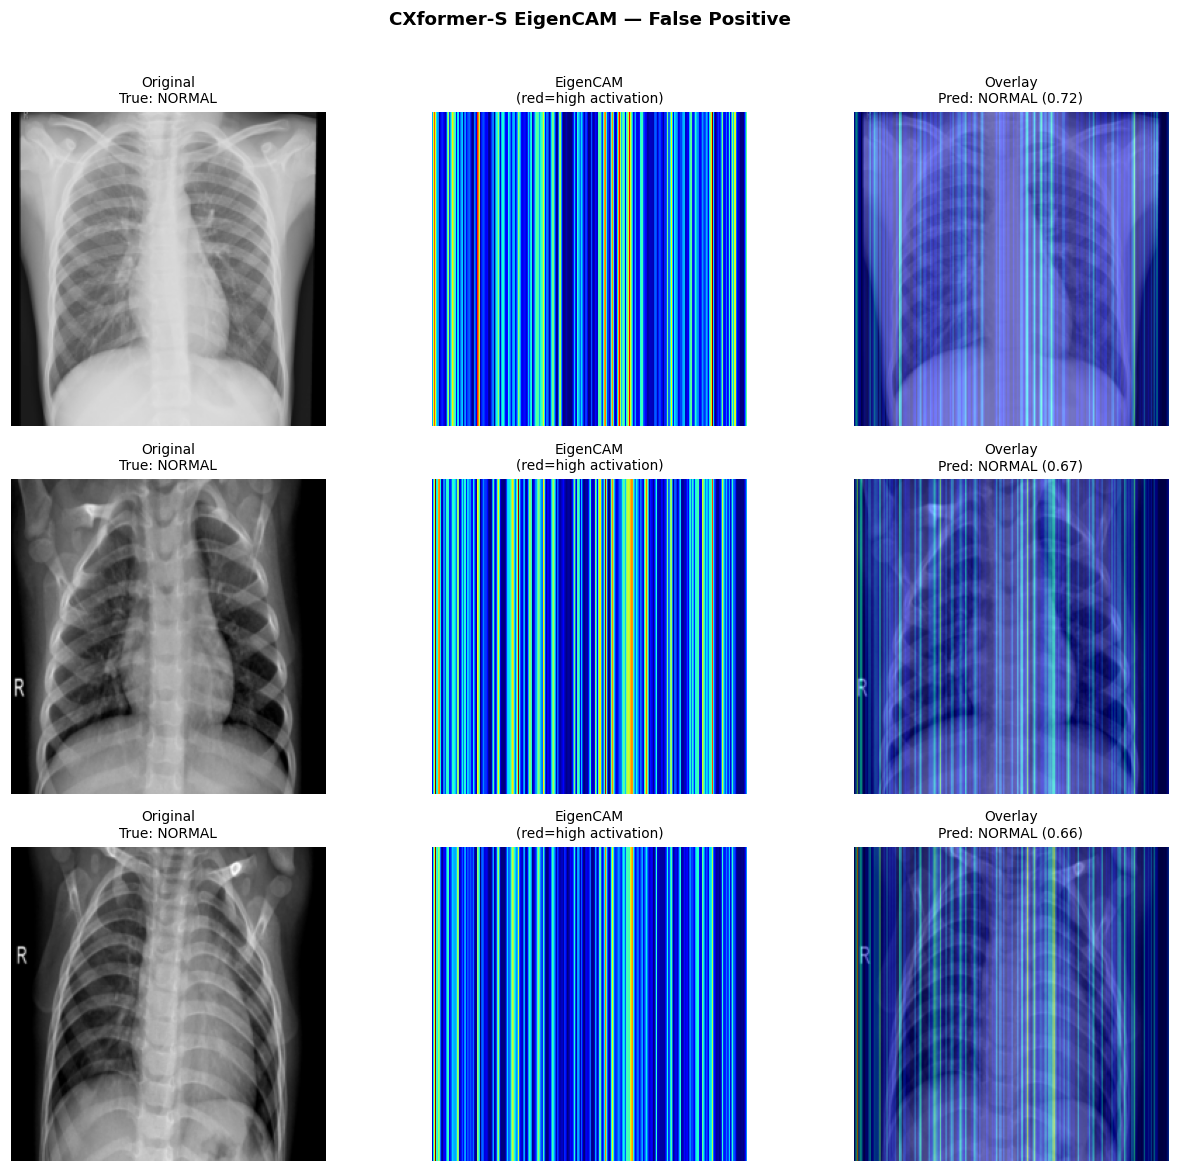 CXformer-S EigenCAM — False Positive
Original
True: NORMAL
EigenCAM
(red=high activation)
Overlay
Pred: NORMAL (0.72)
Original
True: NORMAL
EigenCAM
(red=high activation)
Overlay
Pred: NORMAL (0.67)
R
R
Original
True: NORMAL
EigenCAM
(red=high activation)
Overlay
Pred: NORMAL (0.66)
R
R